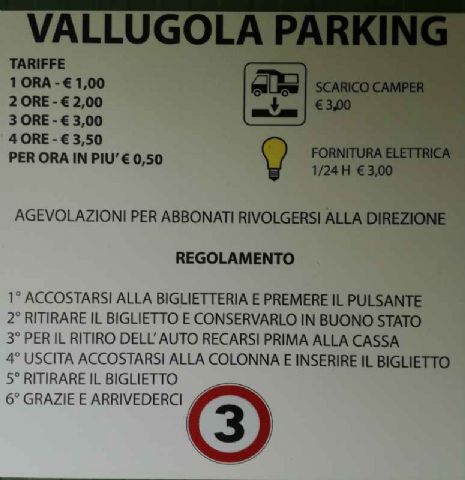 VALLUGOLA PARKING
TARIFFE
1 ORA - € 1,00
2 ORE - € 2,00
3 ORE - € 3,00
4 ORE - € 3,50
PER ORA IN PIU' € 0,50
SCARICO CAMPER
€ 3,00
FORNITURA ELETTRICA
1/24 H € 3,00
AGEVOLAZIONI PER ABBONATI RIVOLGERSI ALLA DIREZIONE
REGOLAMENTO
1° ACCOSTARSI ALLA BIGLIETTERIA E PREMERE IL PULSANTE
2° RITIRARE IL BIGLIETTO E CONSERVARLO IN BUONO STATO
3° PER IL RITIRO DELL'AUTO RECARSI PRIMA ALLA CASSA
4° USCITA ACCOSTARSI ALLA COLONNA E INSERIRE IL BIGLIETTO
5° RITIRARE IL BIGLIETTO
6° GRAZIE E ARRIVEDERCI
3